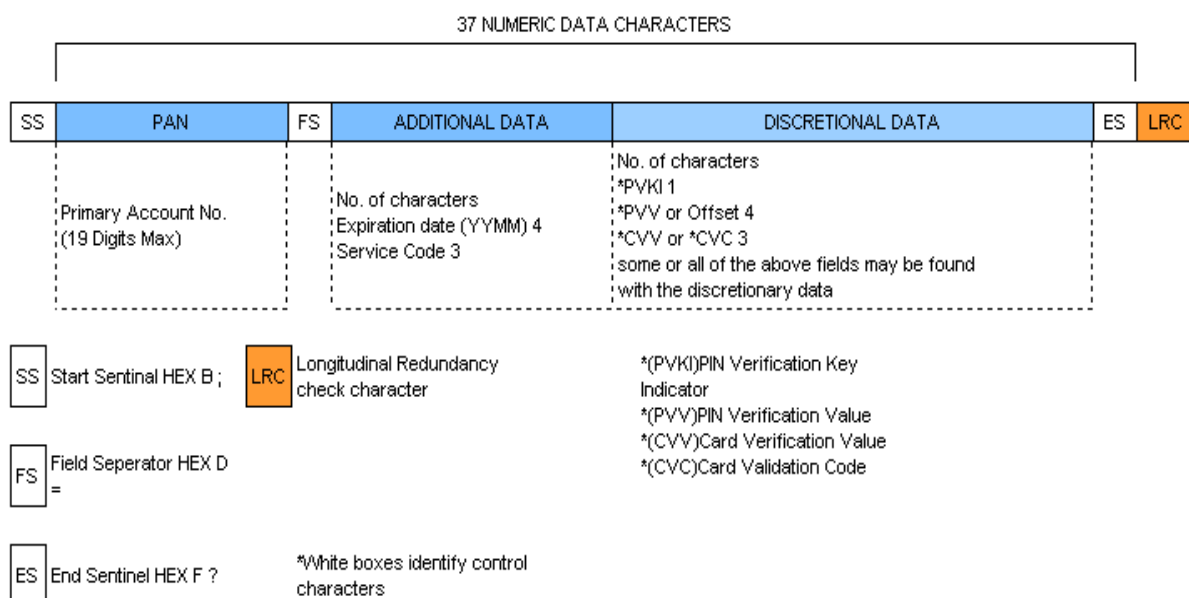 37 NUMERIC DATA CHARACTERS
SS PAN FS ADDITIONAL DATA DISCRETIONAL DATA ES LRC
Primary Account No.
(19 Digits Max)
No. of characters
Expiration date (YYMM) 4
Service Code 3
No. of characters
*PVKI 1
*PVV or Offset 4
*CVV or *CVC 3
some or all of the above fields may be found
with the discretionary data
SS Start Sentinal HEX B ;
LRC Longitudinal Redundancy
check character
*(PVKI)PIN Verification Key
Indicator
*(PVV)PIN Verification Value
*(CVV)Card Verification Value
*(CVC)Card Validation Code
FS Field Seperator HEX D
=
ES End Sentinel HEX F ?
*White boxes identify control
characters